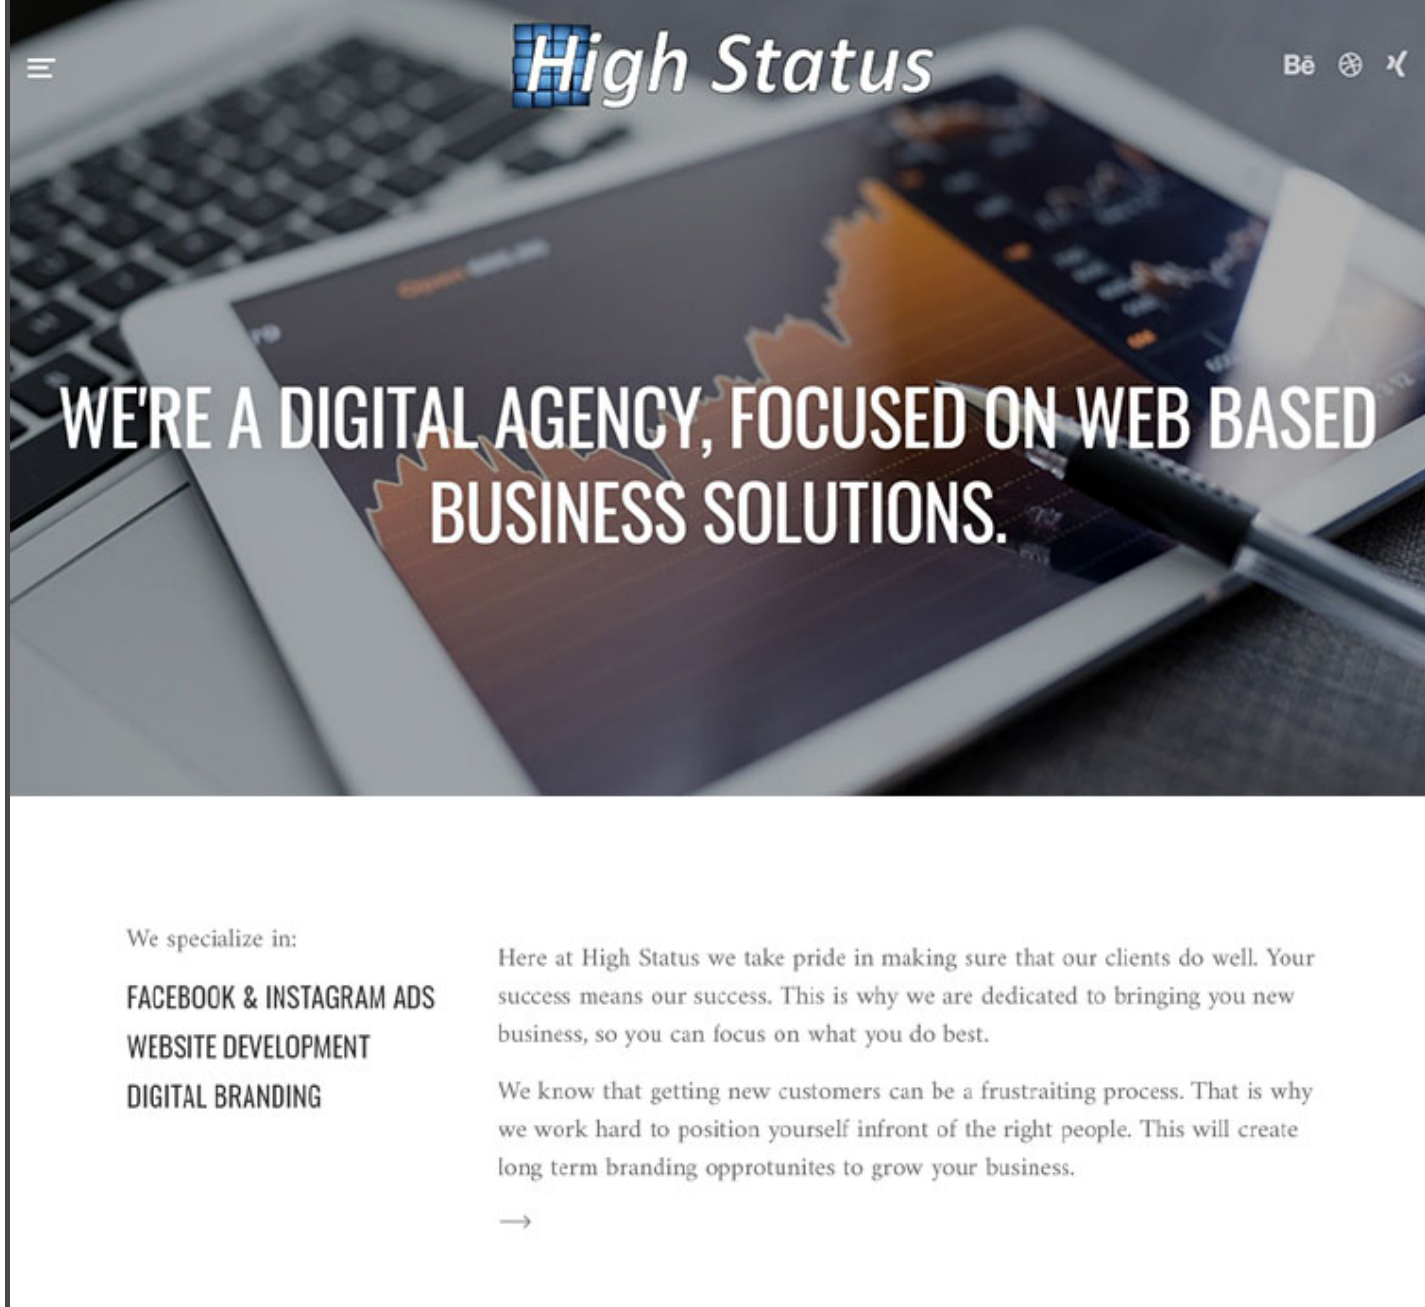 High Status
Bē
WE'RE A DIGITAL AGENCY, FOCUSED ON WEB BASED
BUSINESS SOLUTIONS.
We specialize in:
FACEBOOK & INSTAGRAM ADS
WEBSITE DEVELOPMENT
DIGITAL BRANDING
Here at High Status we take pride in making sure that our clients do well. Your
success means our success. This is why we are dedicated to bringing you new
business, so you can focus on what you do best.
We know that getting new customers can be a frustraiting process. That is why
we work hard to position yourself infront of the right people. This will create
long term branding opprotunites to grow your business.